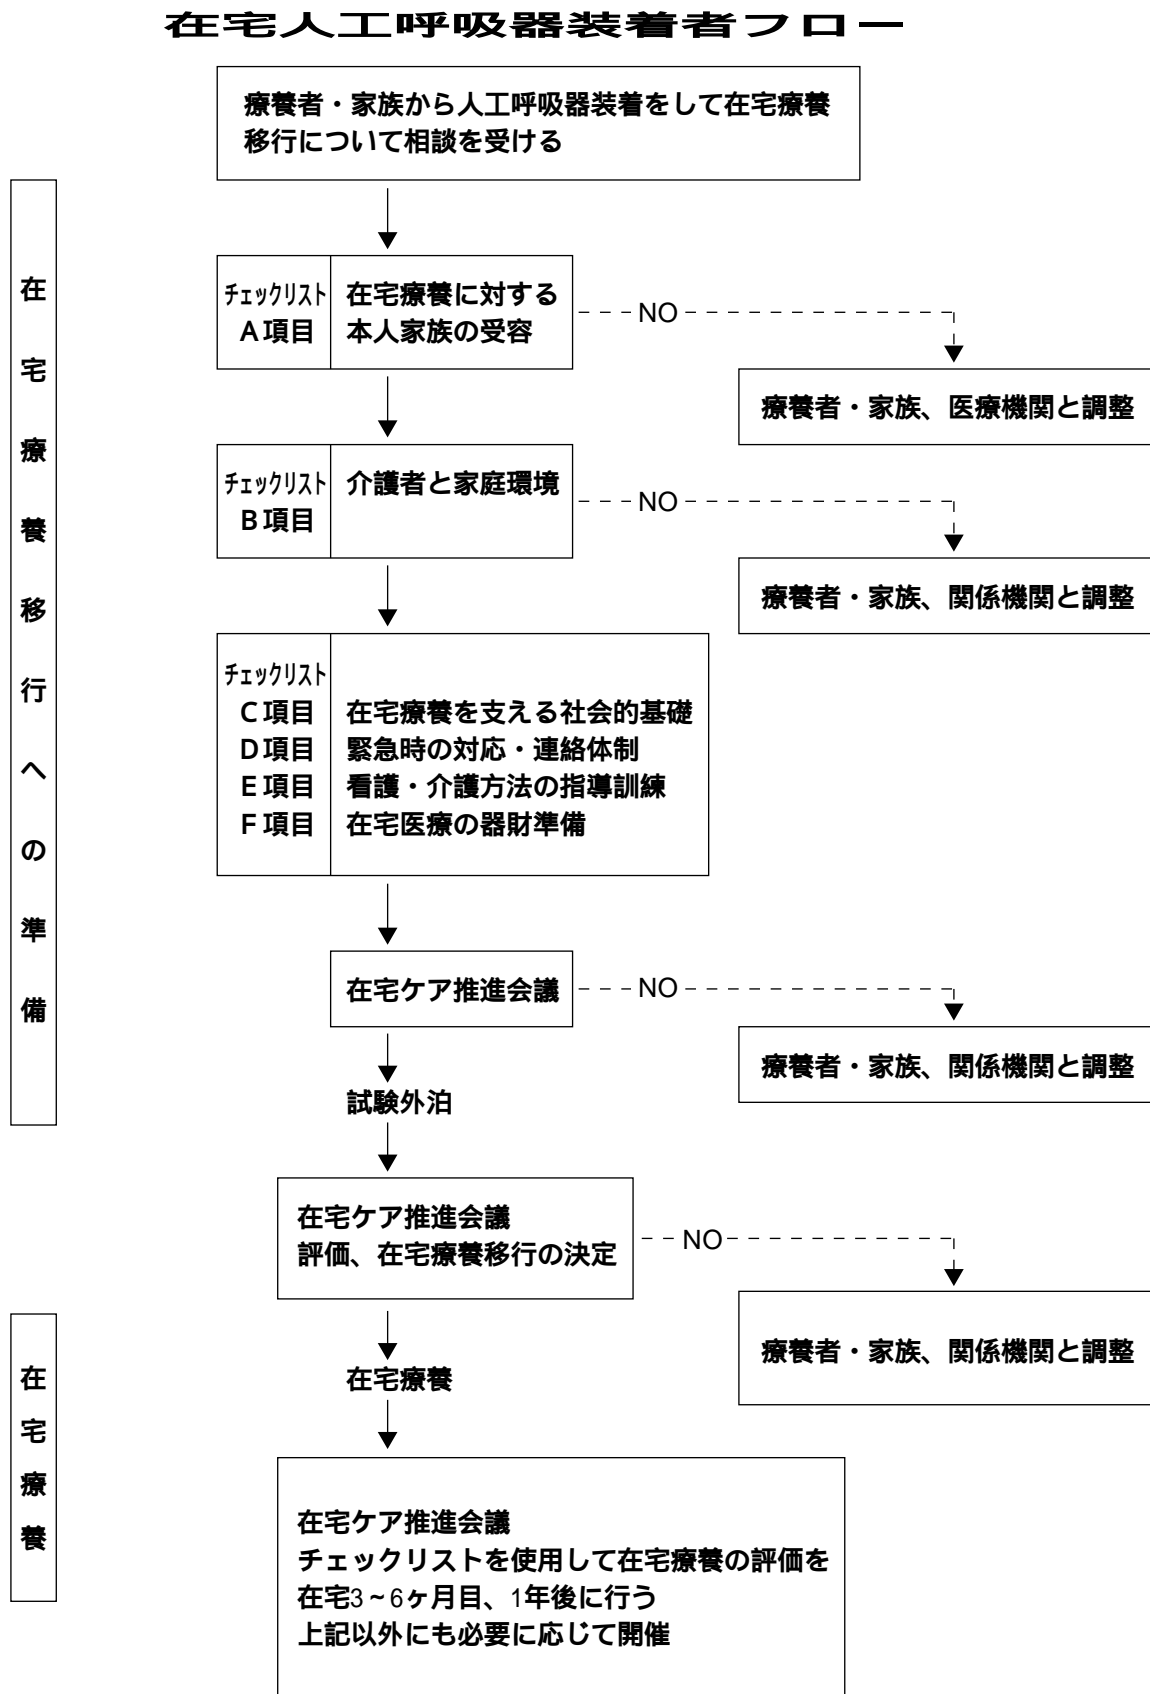 在宅人工呼吸器装着者フロー
療養者・家族から人工呼吸器装着をして在宅療養
移行について相談を受ける
在宅療養移行への準備
チェックリスト
A項目
在宅療養に対する
本人家族の受容
NO
療養者・家族、医療機関と調整
チェックリスト
B項目
介護者と家庭環境
NO
療養者・家族、関係機関と調整
チェックリスト
C項目 在宅療養を支える社会的基礎
D項目 緊急時の対応・連絡体制
E項目 看護・介護方法の指導訓練
F項目 在宅医療の器財準備
在宅ケア推進会議
NO
療養者・家族、関係機関と調整
試験外泊
在宅ケア推進会議
評価、在宅療養移行の決定
NO
療養者・家族、関係機関と調整
在宅療養
在宅療養
在宅ケア推進会議
チェックリストを使用して在宅療養の評価を
在宅3~6ヶ月目、1年後に行う
上記以外にも必要に応じて開催